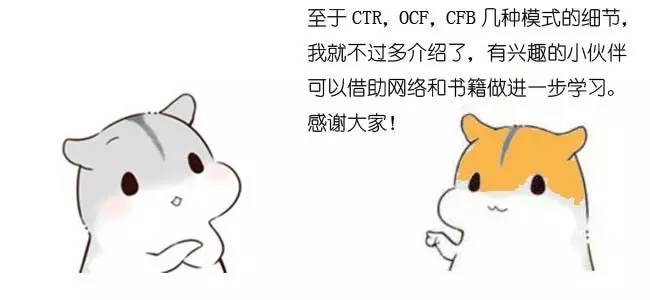 至于 CTR，OCF，CFB 几种模式的细节，
我就不过多介绍了，有兴趣的小伙伴
可以借助网络和书籍做进一步学习。
感谢大家！